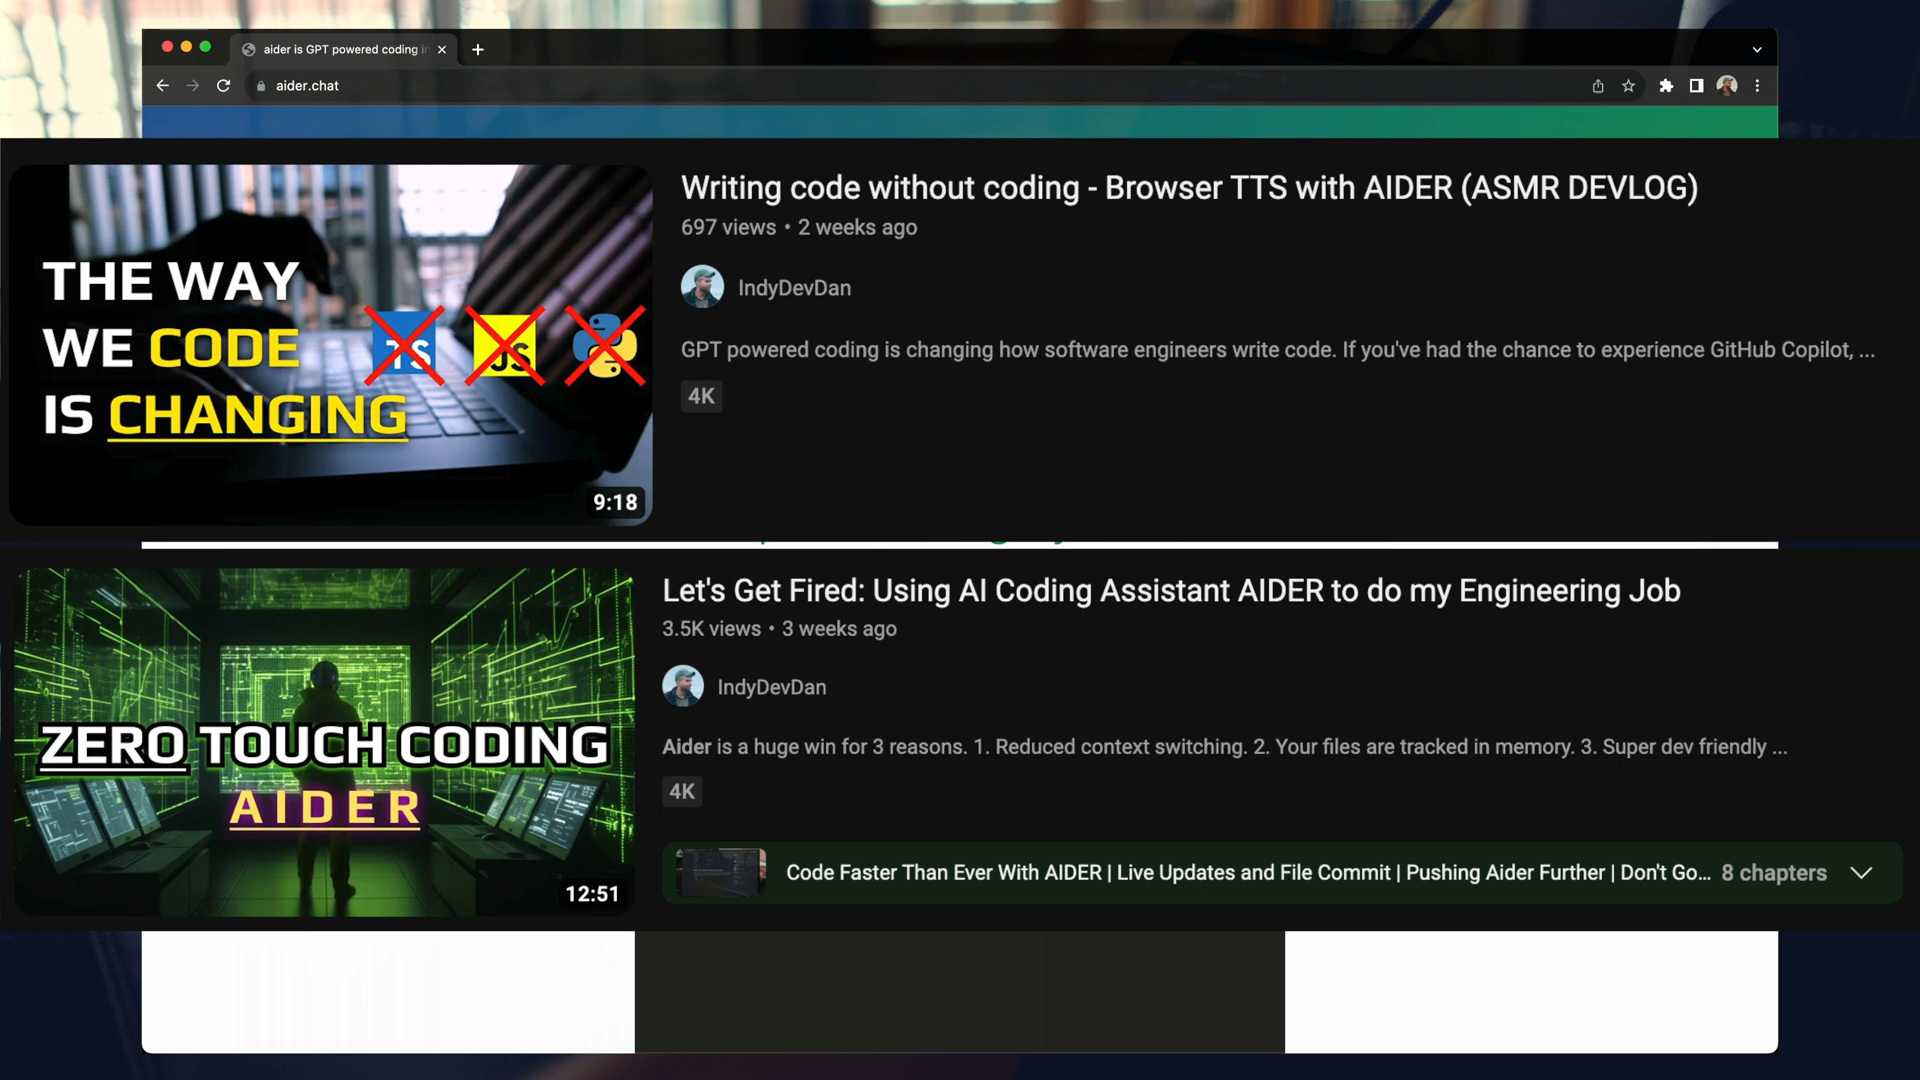 aider is GPT powered coding in
aider.chat
Writing code without coding - Browser TTS with AIDER (ASMR DEVLOG)
697 views • 2 weeks ago
IndyDevDan
GPT powered coding is changing how software engineers write code. If you've had the chance to experience GitHub Copilot, ...
4K
THE WAY
WE CODE
IS CHANGING
TS
JS
9:18
Let's Get Fired: Using AI Coding Assistant AIDER to do my Engineering Job
3.5K views • 3 weeks ago
IndyDevDan
Aider is a huge win for 3 reasons. 1. Reduced context switching. 2. Your files are tracked in memory. 3. Super dev friendly ...
4K
ZERO TOUCH CODING
AIDER
12:51
Code Faster Than Ever With AIDER | Live Updates and File Commit | Pushing Aider Further | Don't Go... 8 chapters